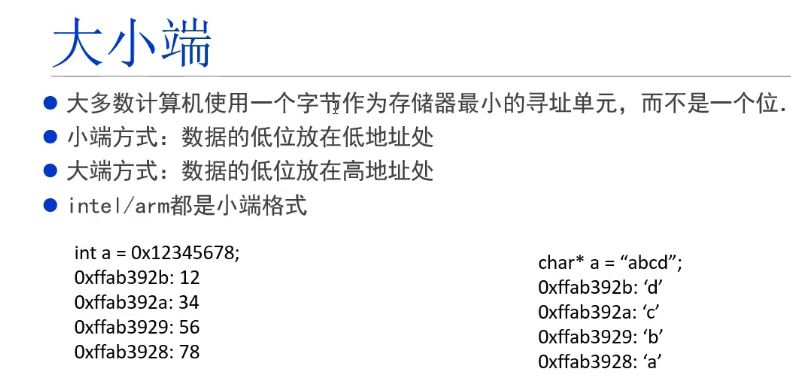 大小端
大多数计算机使用一个字节作为存储器最小的寻址单元，而不是一个位.
小端方式：数据的低位放在低地址处
大端方式：数据的低位放在高地址处
intel/arm都是小端格式
int a = 0x12345678;
0xffab392b: 12
0xffab392a: 34
0xffab3929: 56
0xffab3928: 78
char* a = “abcd”;
0xffab392b: ‘d’
0xffab392a: ‘c’
0xffab3929: ‘b’
0xffab3928: ‘a’